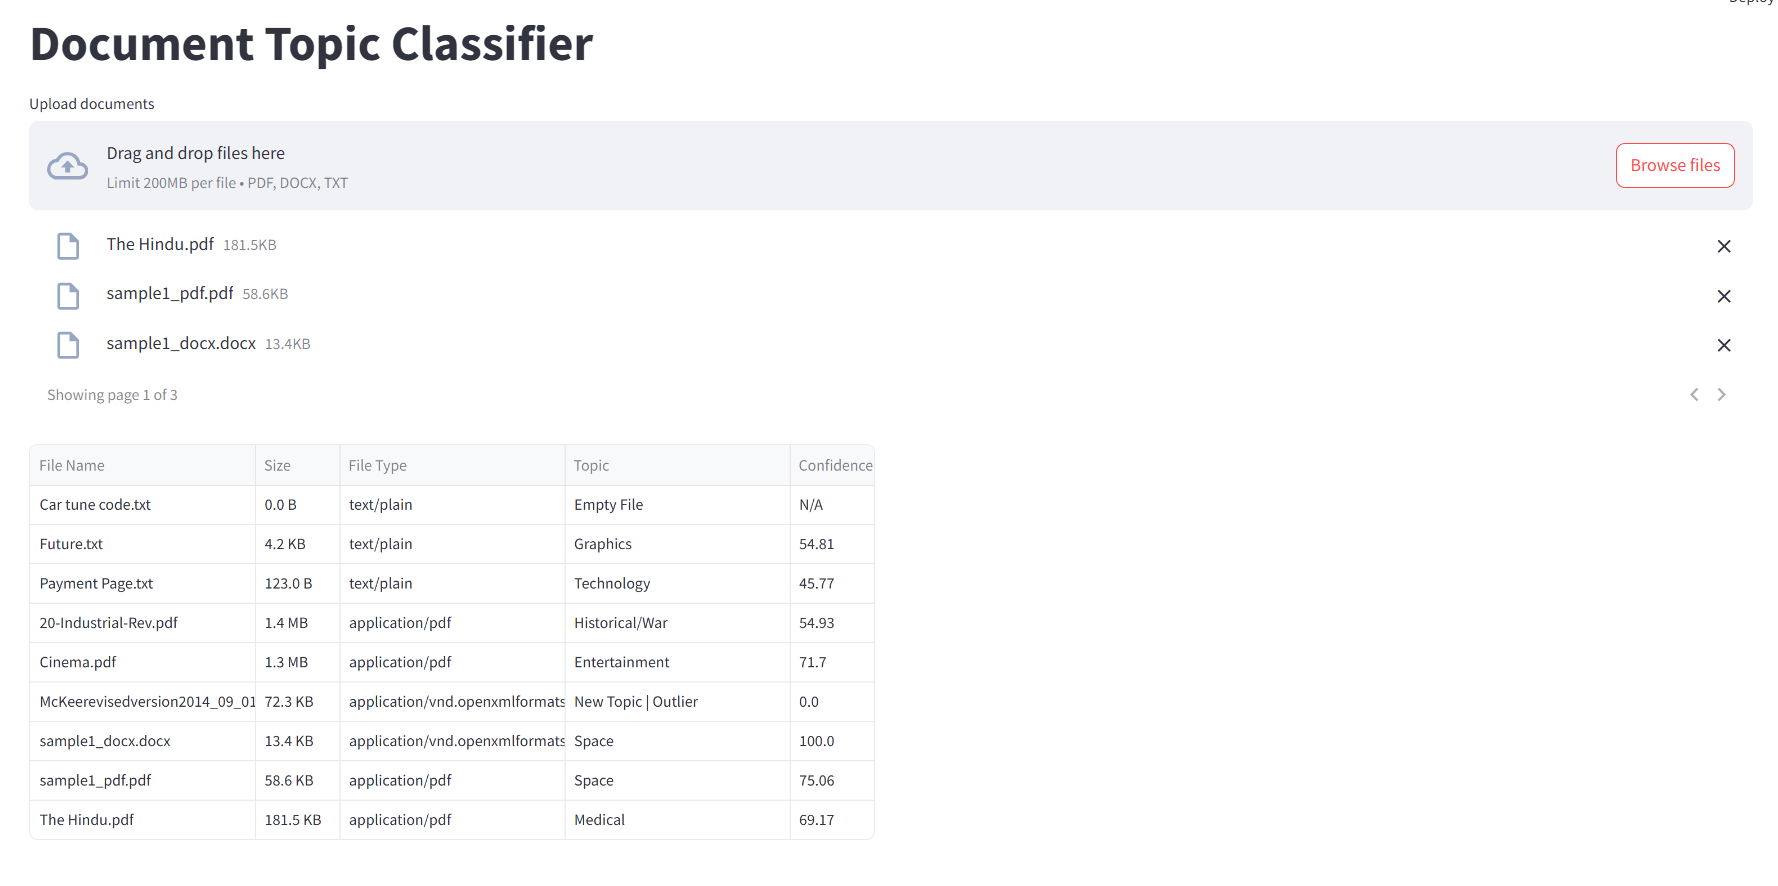 Deploy
Document Topic Classifier
Upload documents
Drag and drop files here
Limit 200MB per file • PDF, DOCX, TXT
Browse files
The Hindu.pdf 181.5KB
sample1_pdf.pdf 58.6KB
sample1_docx.docx 13.4KB
Showing page 1 of 3
File Name Size File Type Topic Confidence
Car tune code.txt 0.0 B text/plain Empty File N/A
Future.txt 4.2 KB text/plain Graphics 54.81
Payment Page.txt 123.0 B text/plain Technology 45.77
20-Industrial-Rev.pdf 1.4 MB application/pdf Historical/War 54.93
Cinema.pdf 1.3 MB application/pdf Entertainment 71.7
McKeerevisedversion2014_09_01 72.3 KB application/vnd.openxmlformats New Topic | Outlier 0.0
sample1_docx.docx 13.4 KB application/vnd.openxmlformats Space 100.0
sample1_pdf.pdf 58.6 KB application/pdf Space 75.06
The Hindu.pdf 181.5 KB application/pdf Medical 69.17